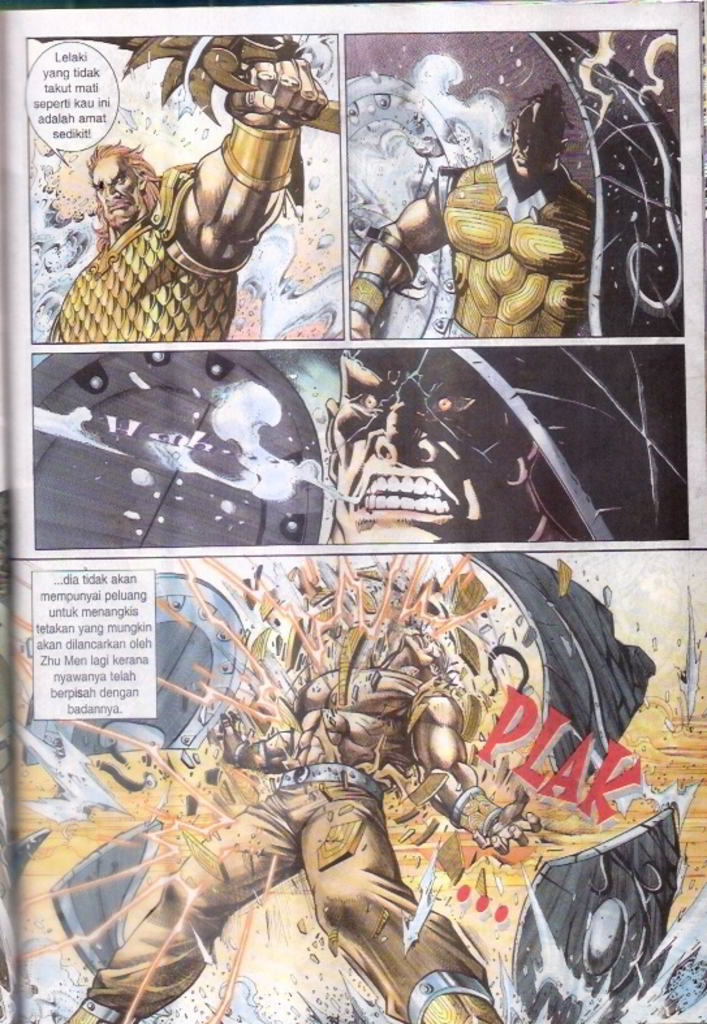 Lelaki
yang tidak
takut mati
seperti kau ini
adalah amat
sedikit!
Hah..
...dia tidak akan
mempunyai peluang
untuk menangkis
tetakan yang mungkin
akan dilancarkan oleh
Zhu Men lagi kerana
nyawanya telah
berpisah dengan
badannya.
PLAK
...